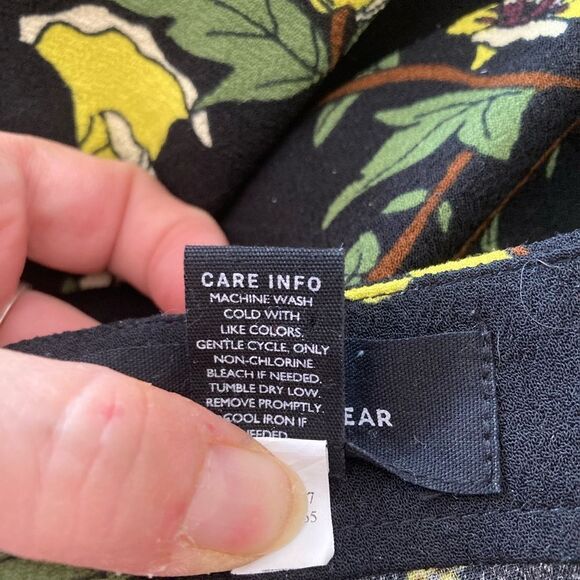 CARE INFO
MACHINE WASH
COLD WITH
LIKE COLORS.
GENTLE CYCLE, ONLY
NON-CHLORINE
BLEACH IF NEEDED.
TUMBLE DRY LOW.
REMOVE PROMPTLY.
COOL IRON IF
NEEDED
EAR